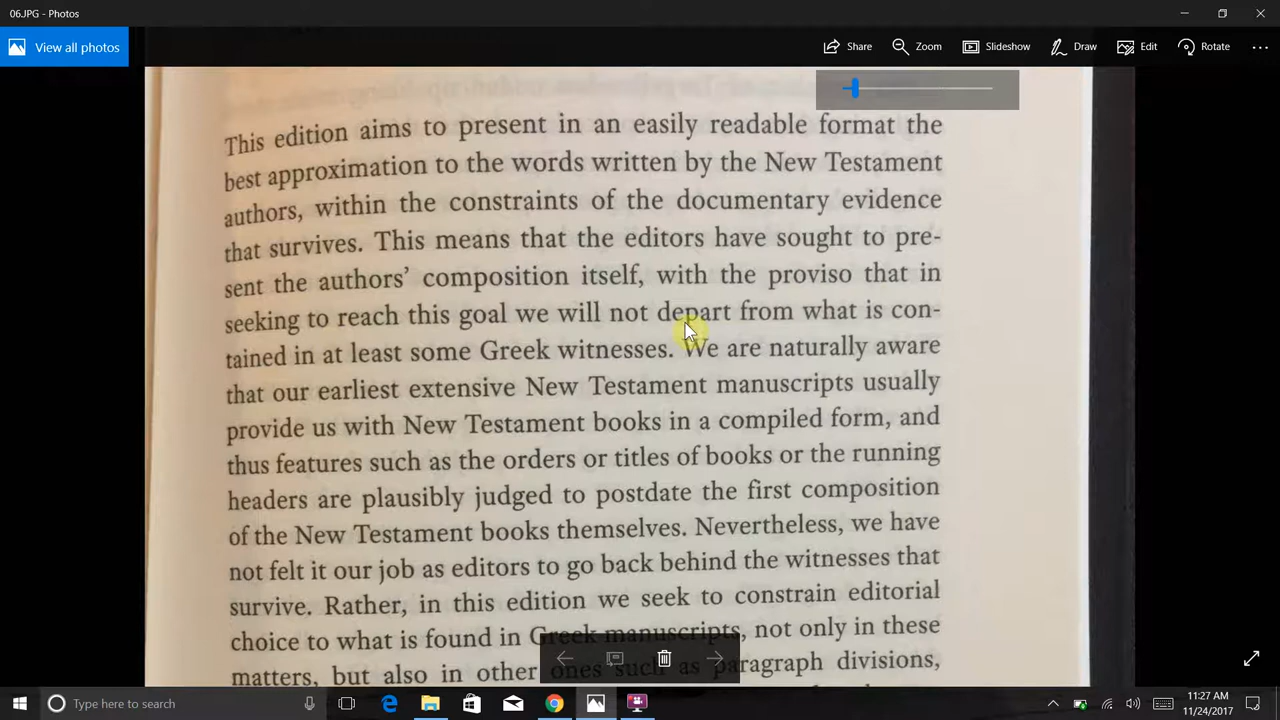 06JPG - Photos
View all photos
Share
Zoom
Slideshow
Draw
Edit
Rotate
This edition aims to present in an easily readable format the
best approximation to the words written by the New Testament
authors, within the constraints of the documentary evidence
that survives. This means that the editors have sought to pre-
sent the authors' composition itself, with the proviso that in
seeking to reach this goal we will not depart from what is con-
tained in at least some Greek witnesses. We are naturally aware
that our earliest extensive New Testament manuscripts usually
provide us with New Testament books in a compiled form, and
thus features such as the orders or titles of books or the running
headers are plausibly judged to postdate the first composition
of the New Testament books themselves. Nevertheless, we have
not felt it our job as editors to go back behind the witnesses that
survive. Rather, in this edition we seek to constrain editorial
choice to what is found in Greek manuscripts, not only in these
matters, but also in other ones such as paragraph divisions,
Type here to search
11:27 AM
11/24/2017